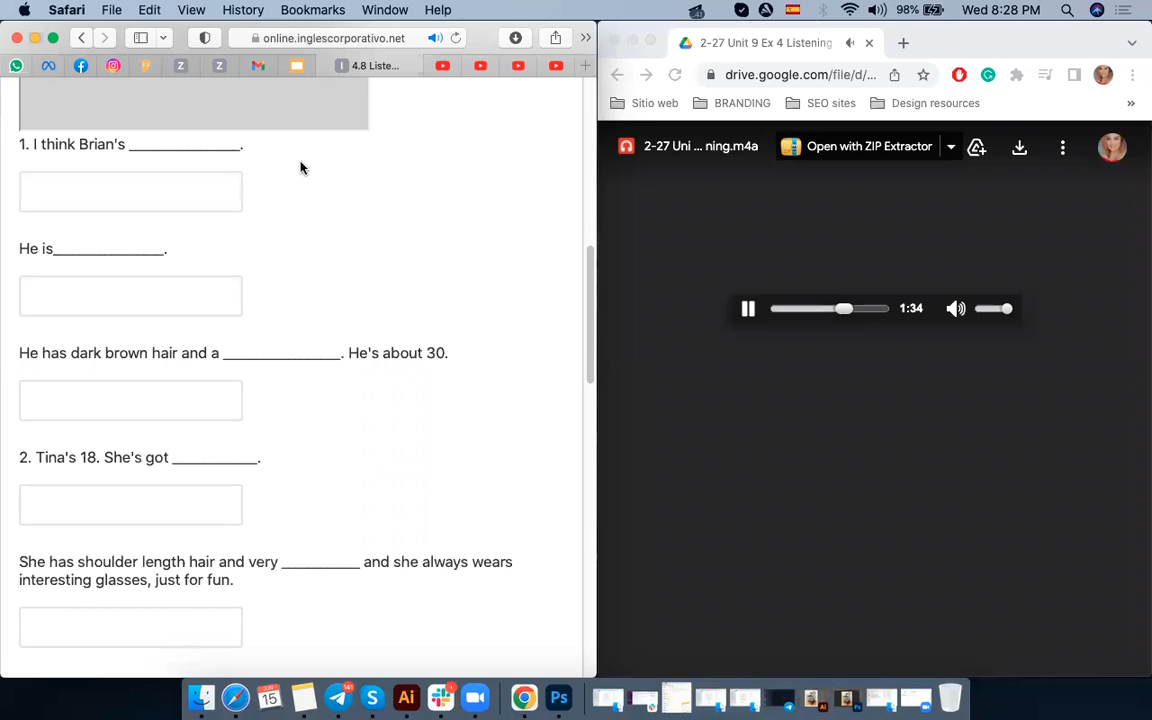 Safari File Edit View History Bookmarks Window Help 98% Wed 8:28 PM
online.inglescorporativo.net
4.8 Liste...
1. I think Brian's ______________.
He is______________.
He has dark brown hair and a _______________. He's about 30.
2. Tina's 18. She's got ___________.
She has shoulder length hair and very __________ and she always wears
interesting glasses, just for fun.
2-27 Unit 9 Ex 4 Listening
drive.google.com/file/d/...
Sitio web BRANDING SEO sites Design resources
2-27 Uni ... ning.m4a Open with ZIP Extractor
1:34